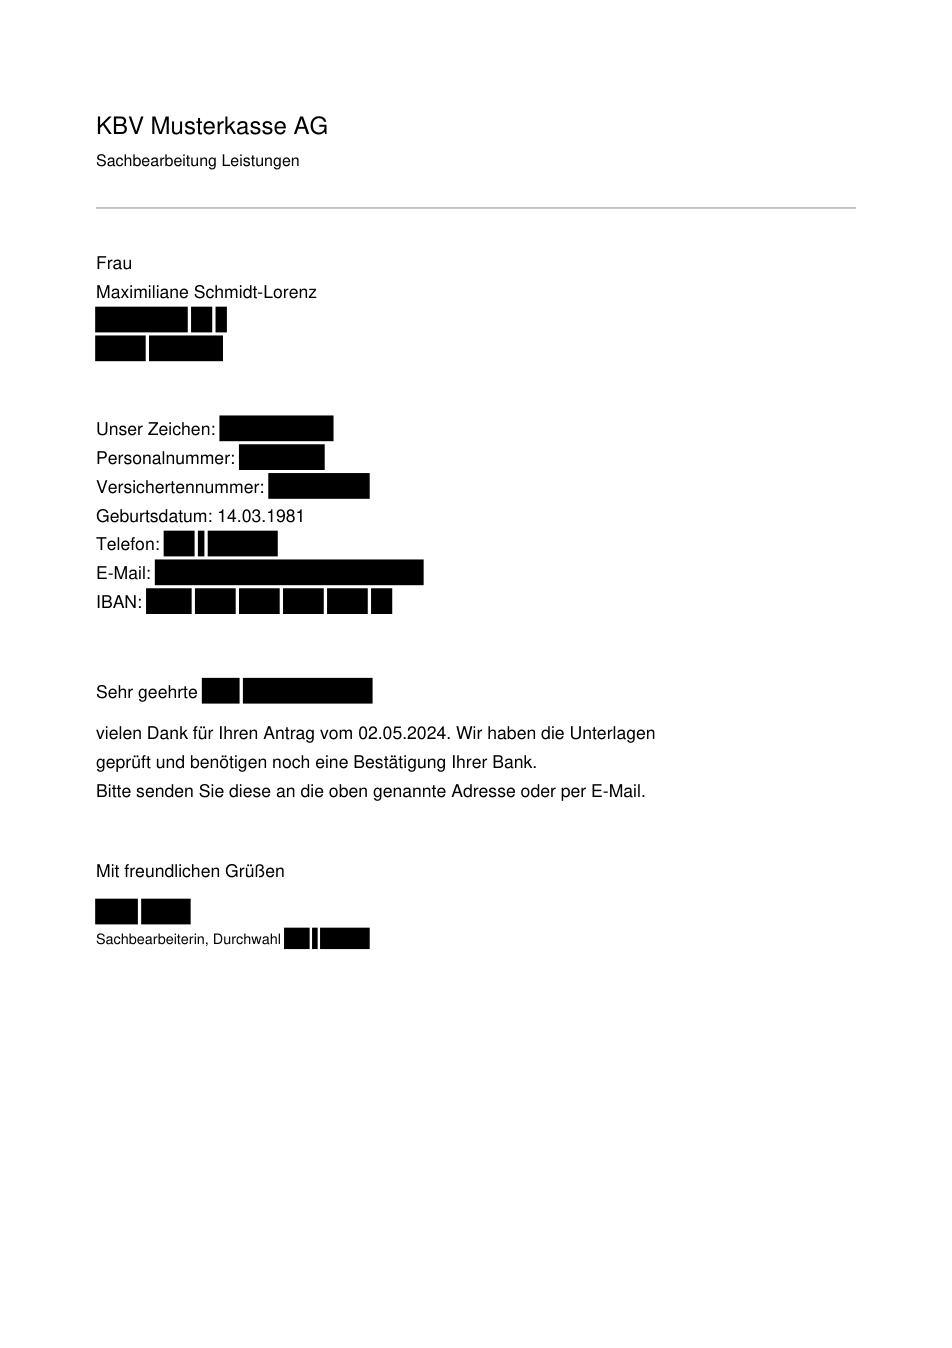 KBV Musterkasse AG
Sachbearbeitung Leistungen
Frau
Maximiliane Schmidt-Lorenz
Unser Zeichen:
Personalnummer:
Versichertennummer:
Geburtsdatum: 14.03.1981
Telefon:
E-Mail:
IBAN:
Sehr geehrte
vielen Dank für Ihren Antrag vom 02.05.2024. Wir haben die Unterlagen
geprüft und benötigen noch eine Bestätigung Ihrer Bank.
Bitte senden Sie diese an die oben genannte Adresse oder per E-Mail.
Mit freundlichen Grüßen
Sachbearbeiterin, Durchwahl